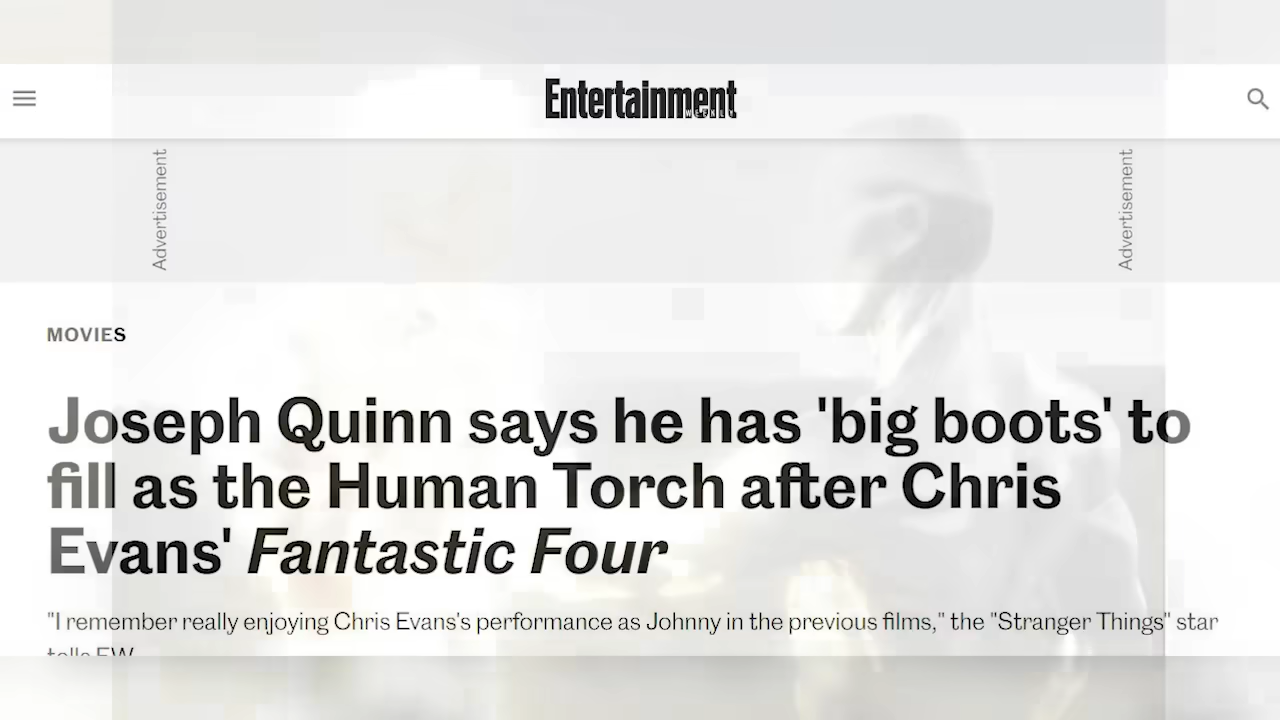 Entertainment
WEEKLY
Advertisement
Advertisement
MOVIES
Joseph Quinn says he has 'big boots' to
fill as the Human Torch after Chris
Evans' Fantastic Four
"I remember really enjoying Chris Evans's performance as Johnny in the previous films," the "Stranger Things" star
tells EW.